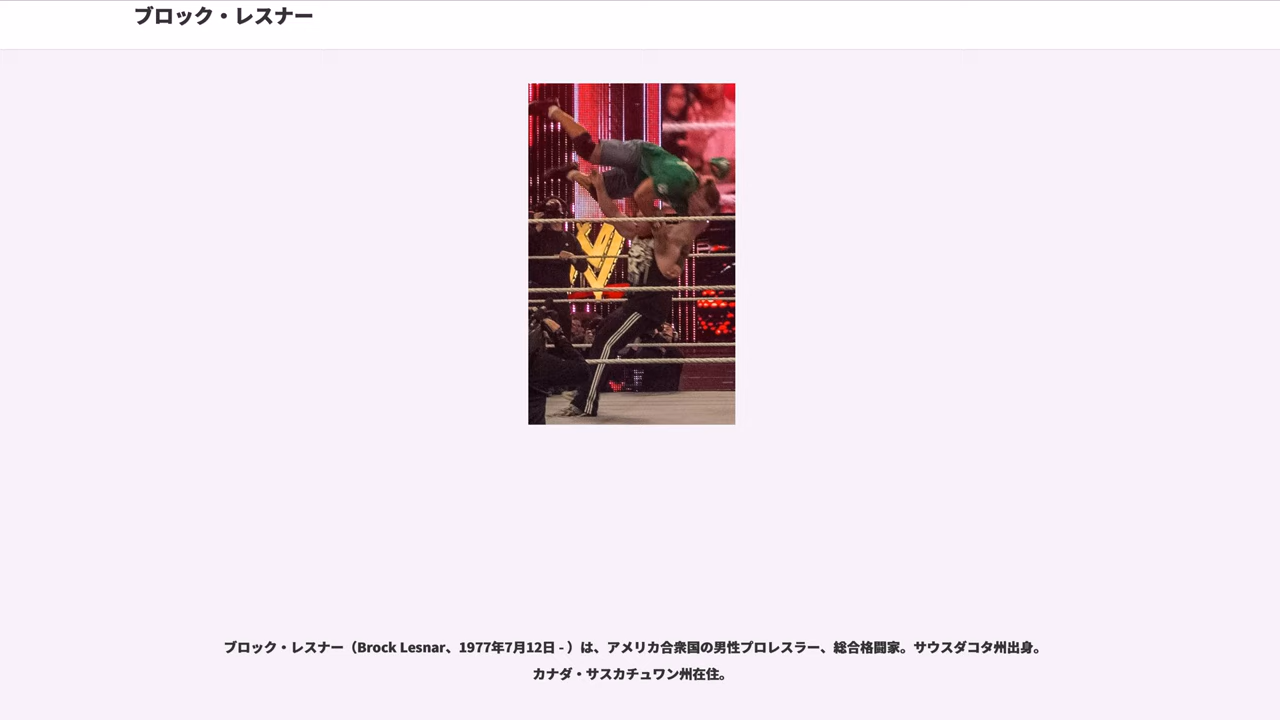 ブロック・レスナー
ブロック・レスナー（Brock Lesnar、1977年7月12日 - ）は、アメリカ合衆国の男性プロレスラー、総合格闘家。サウスダコタ州出身。
カナダ・サスカチュワン州在住。